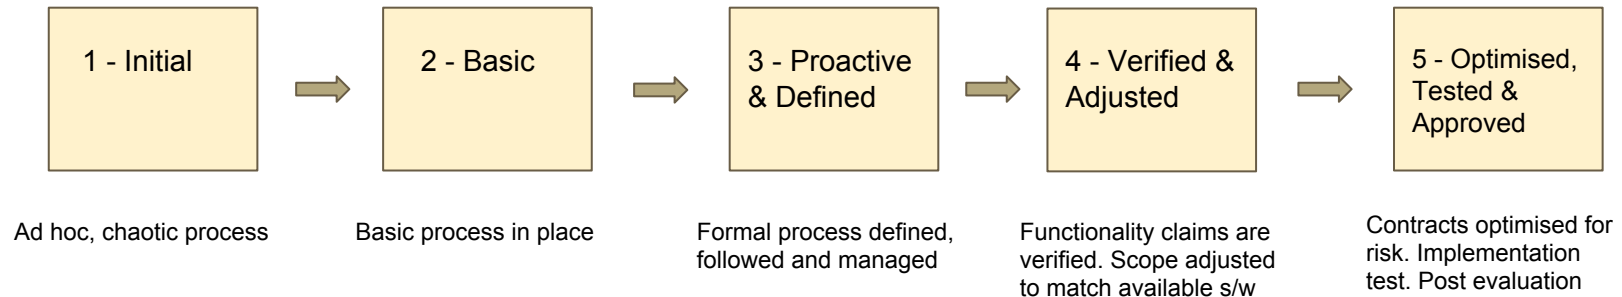 1 - Initial
2 - Basic
3 - Proactive
& Defined
4 - Verified &
Adjusted
5 - Optimised,
Tested &
Approved
Ad hoc, chaotic process
Basic process in place
Formal process defined,
followed and managed
Functionality claims are
verified. Scope adjusted
to match available s/w
Contracts optimised for
risk. Implementation
test. Post evaluation